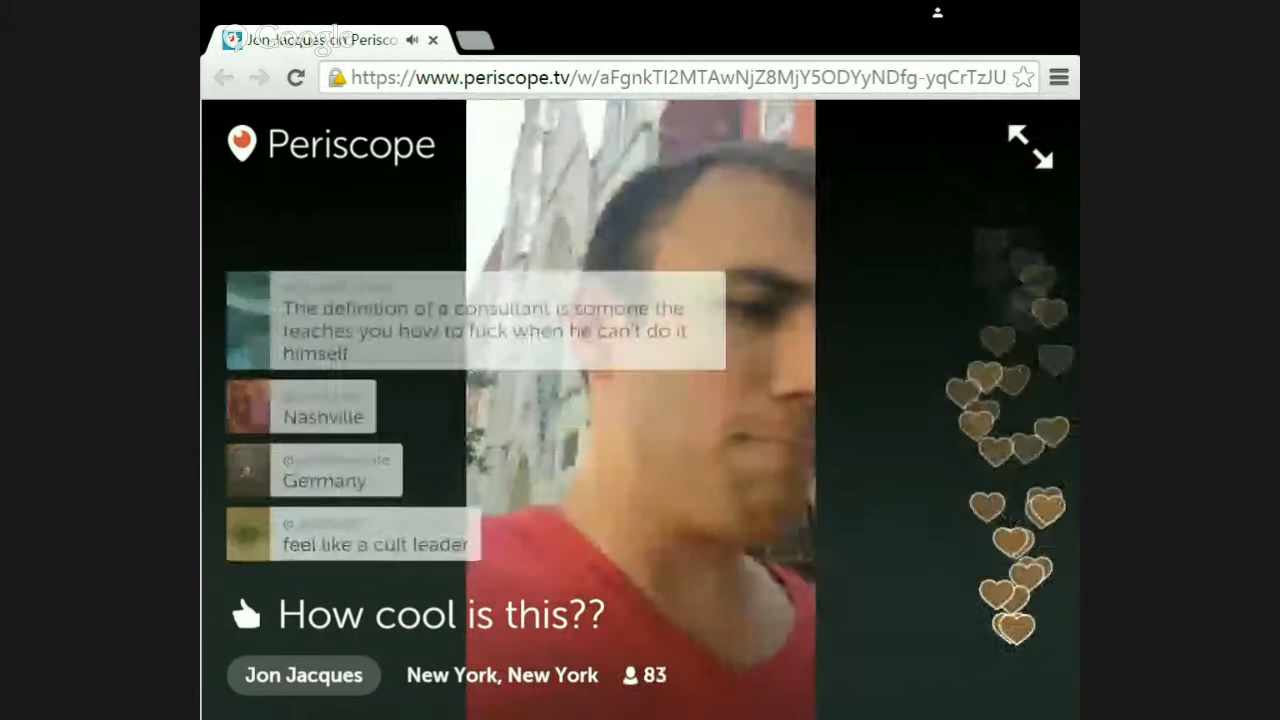 Google
Jon Jacques on Perisco
https://www.periscope.tv/w/aFgnkTI2MTAwNjZ8MjY5ODYyNDfg-yqCrTzJU
Periscope
The definition of a consultant is somone the
teaches you how to fuck when he can't do it
himself
Nashville
Germany
feel like a cult leader
How cool is this??
Jon Jacques
New York, New York
83